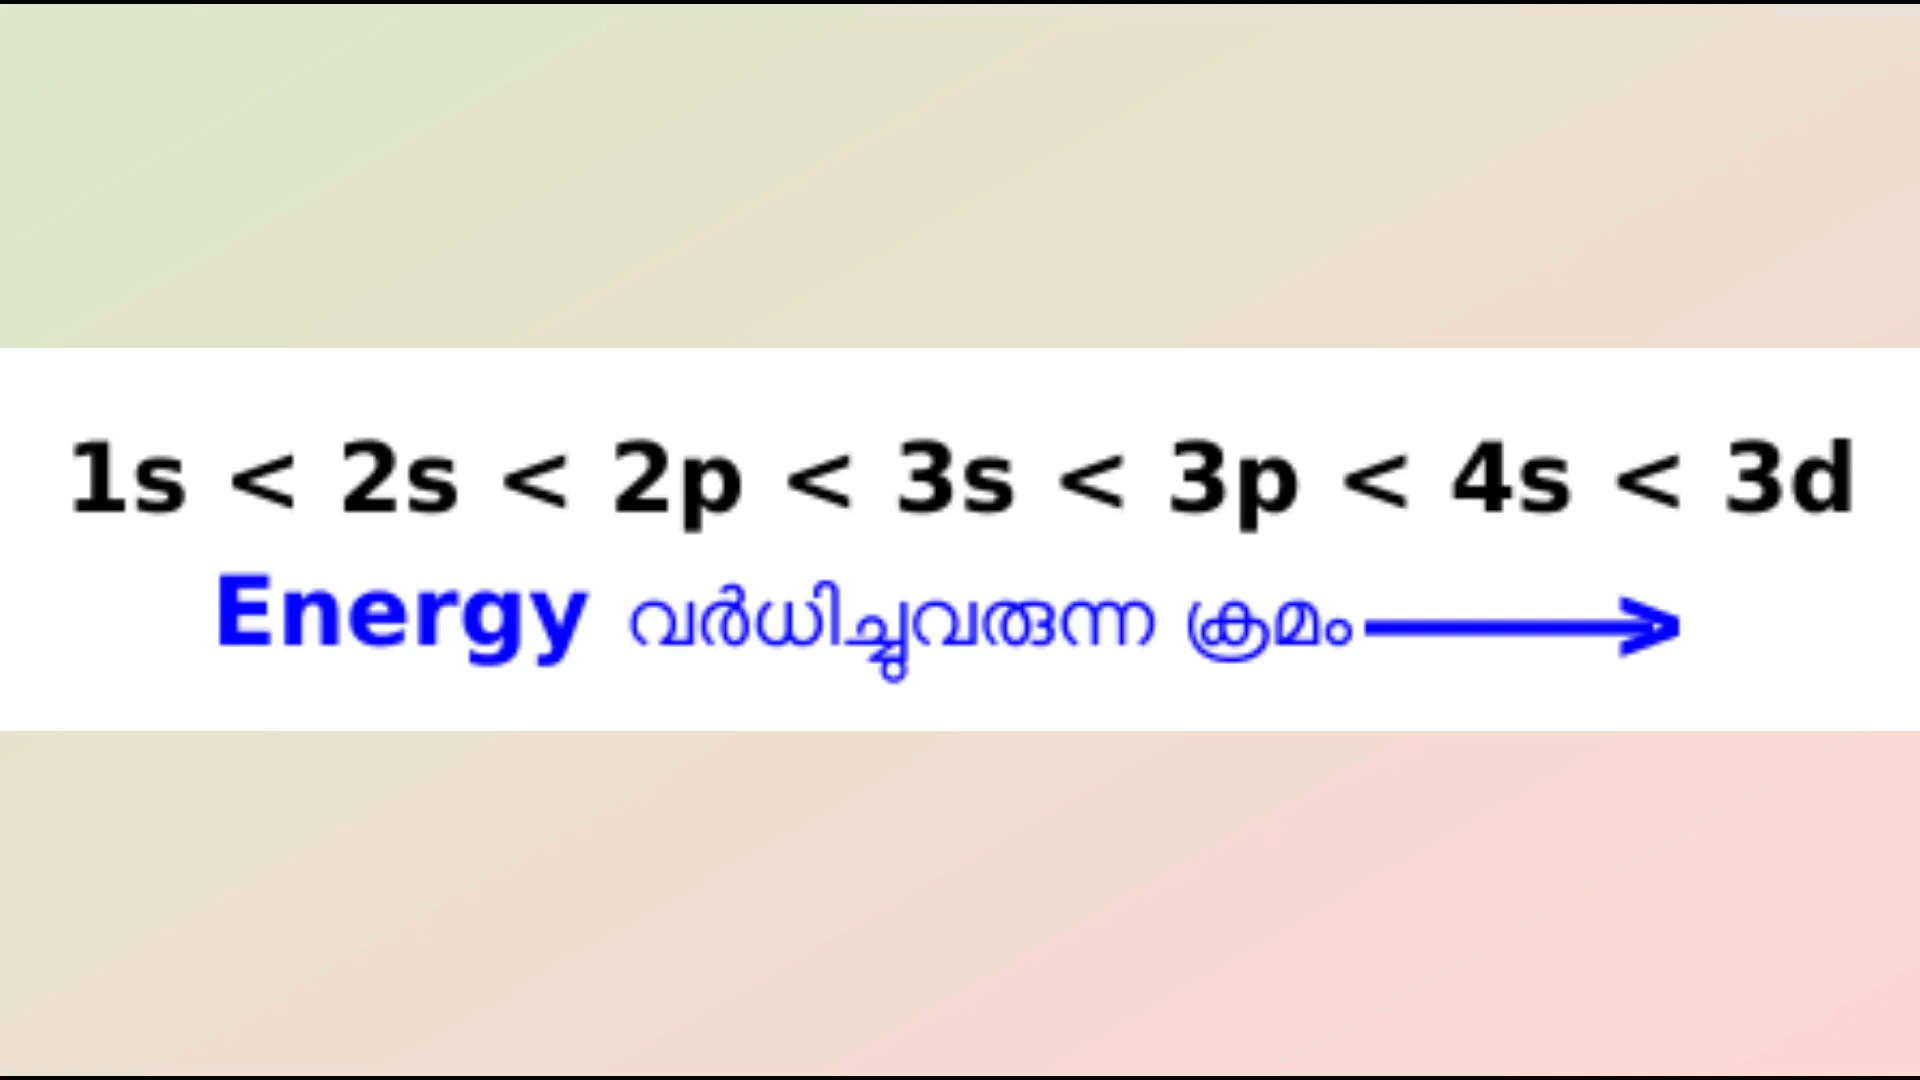 1s < 2s < 2p < 3s < 3p < 4s < 3d
Energy വർധിച്ചുവരുന്ന ക്രമം